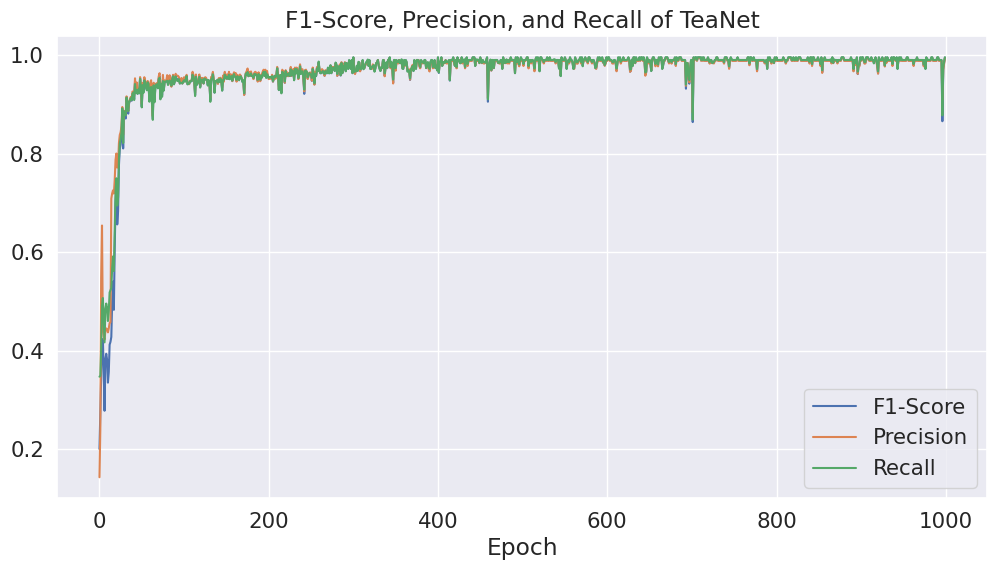 F1-Score, Precision, and Recall of TeaNet
1.0
0.8
0.6
0.4
0.2
F1-Score
Precision
Recall
0 200 400 600 800 1000
Epoch